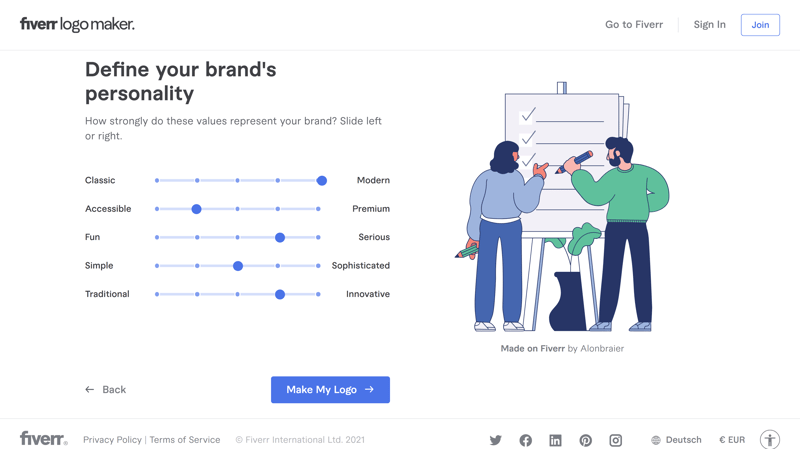 fiverr logo maker.
Go to Fiverr
Sign In
Join
Define your brand's
personality
How strongly do these values represent your brand? Slide left
or right.
Classic
Modern
Accessible
Premium
Fun
Serious
Simple
Sophisticated
Traditional
Innovative
Made on Fiverr by Alonbraier
← Back
Make My Logo →
fiverr®
Privacy Policy | Terms of Service
© Fiverr International Ltd. 2021
Deutsch
€ EUR